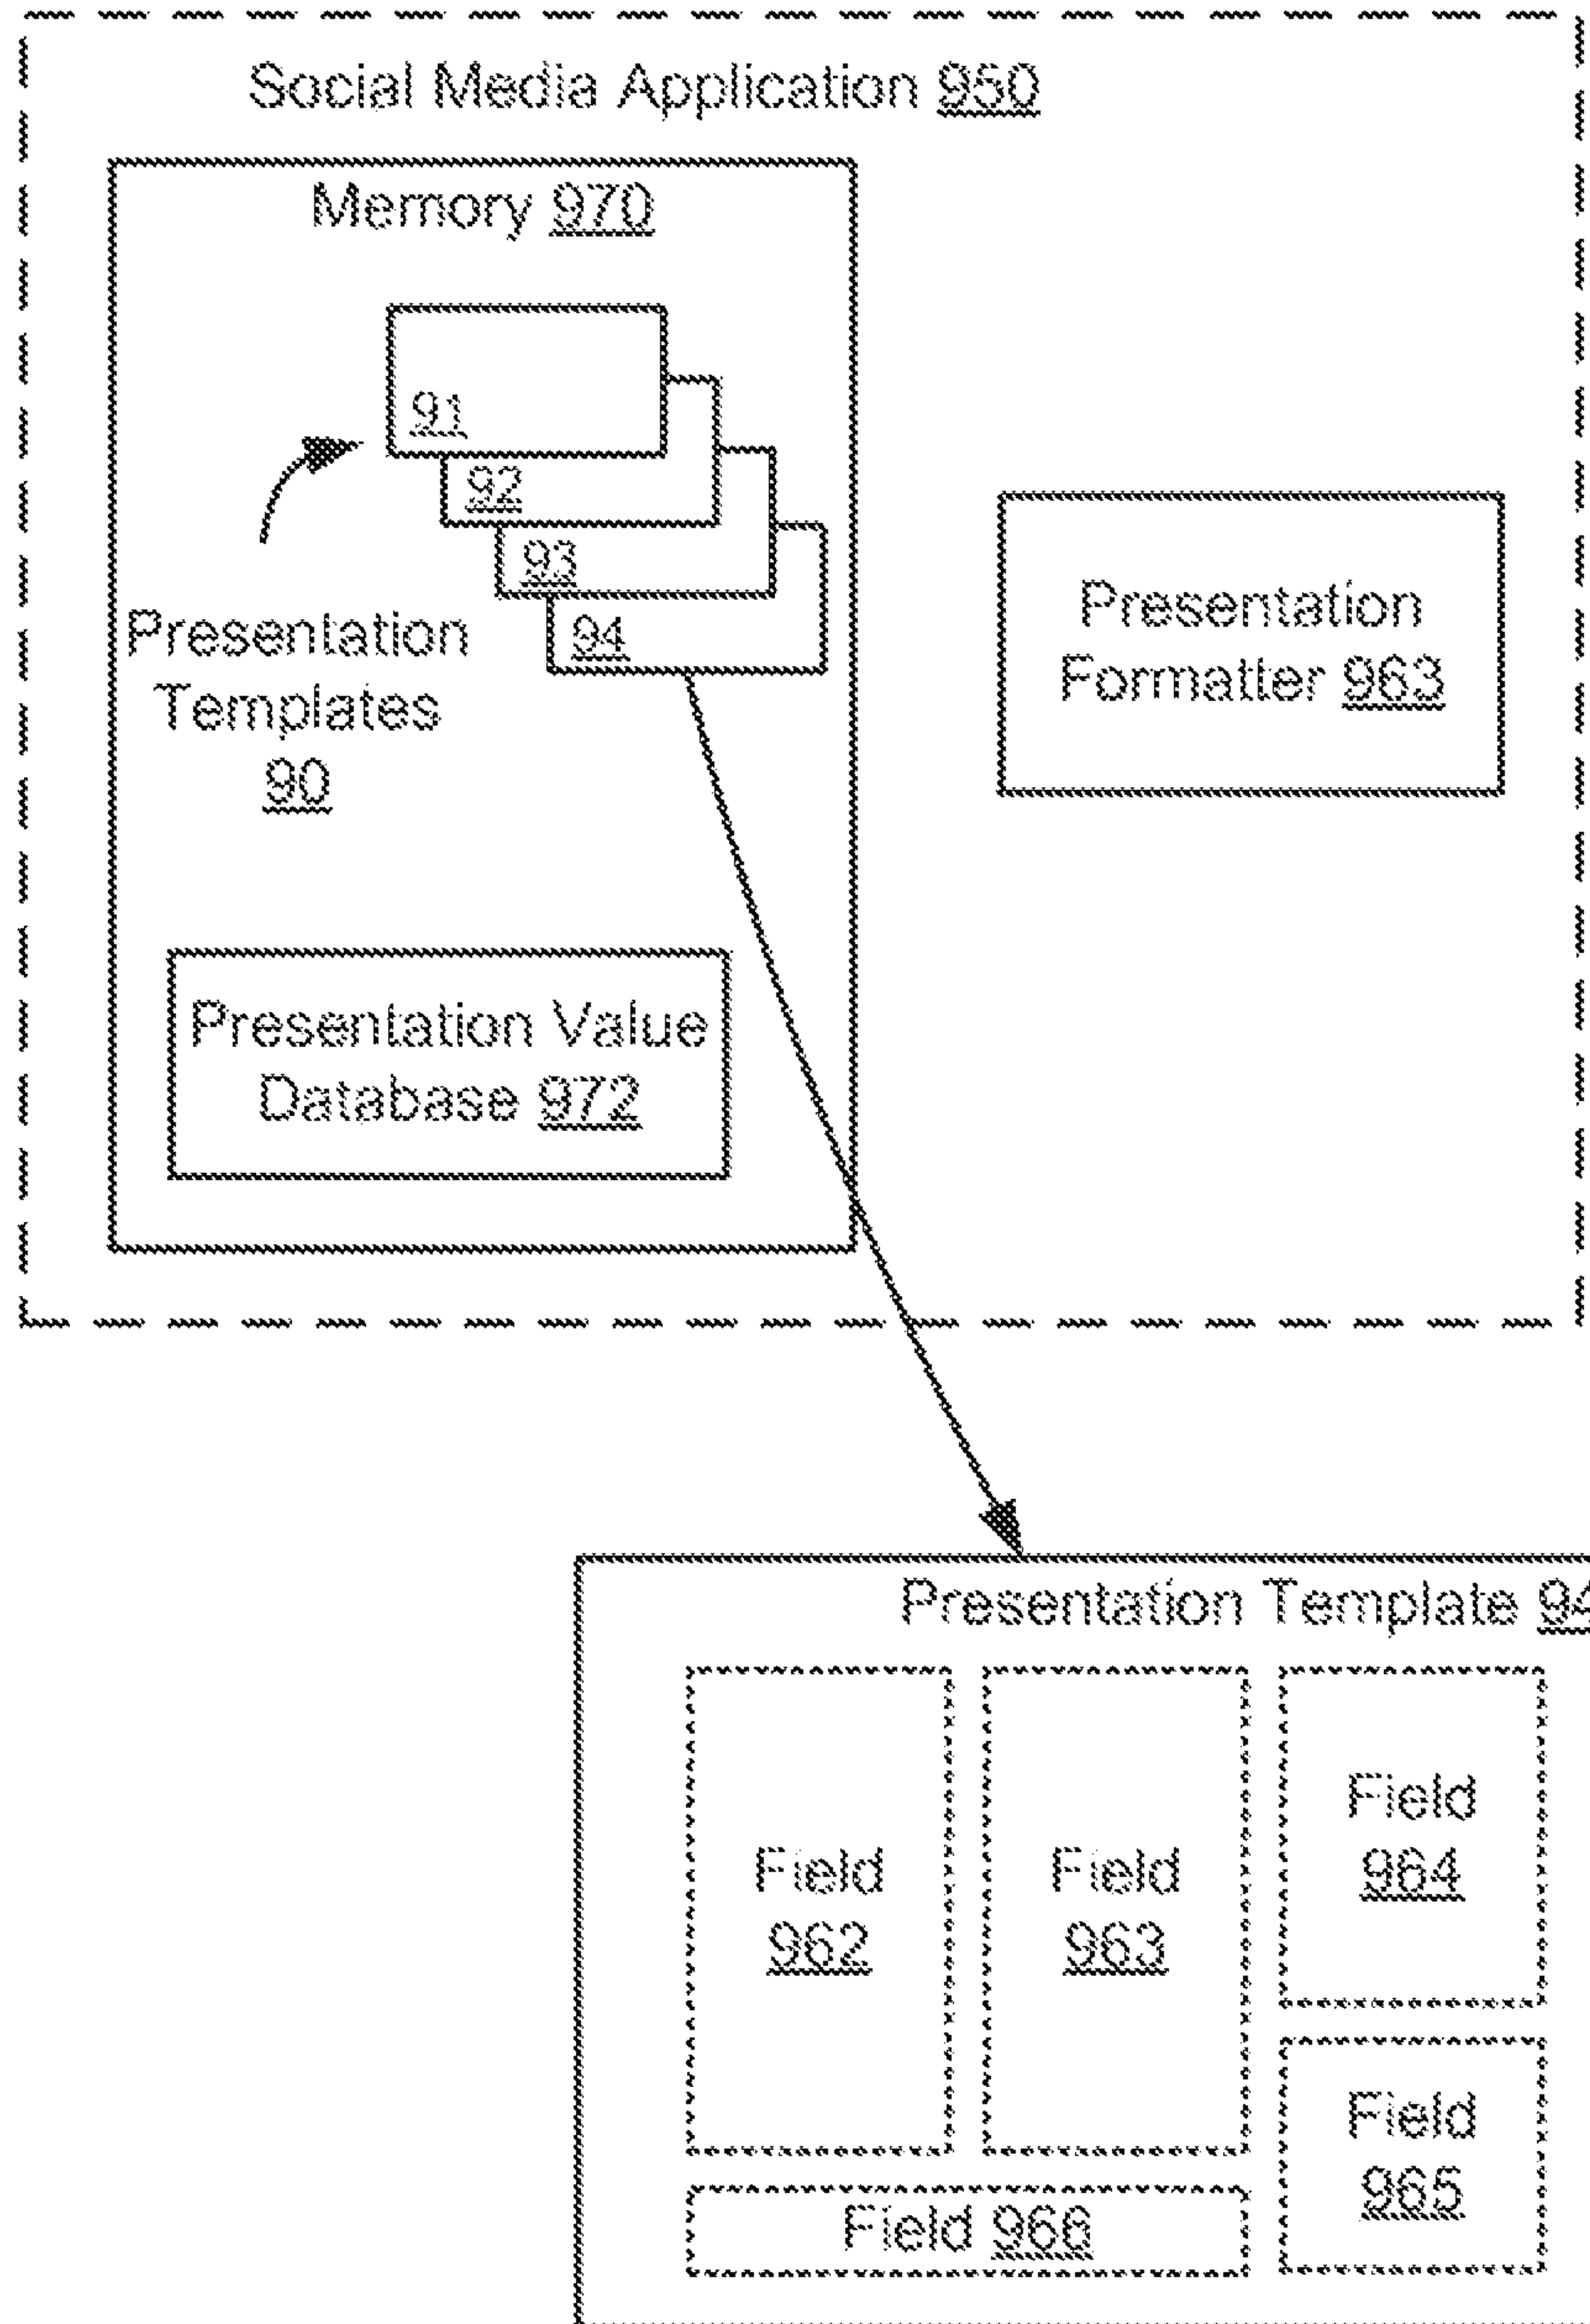 Social Media Application 950
Memory 970
91
92
93
94
Presentation
Templates
90
Presentation
Formatter 963
Presentation Value
Database 972
Presentation Template 94
Field
962
Field
963
Field
964
Field
965
Field 966